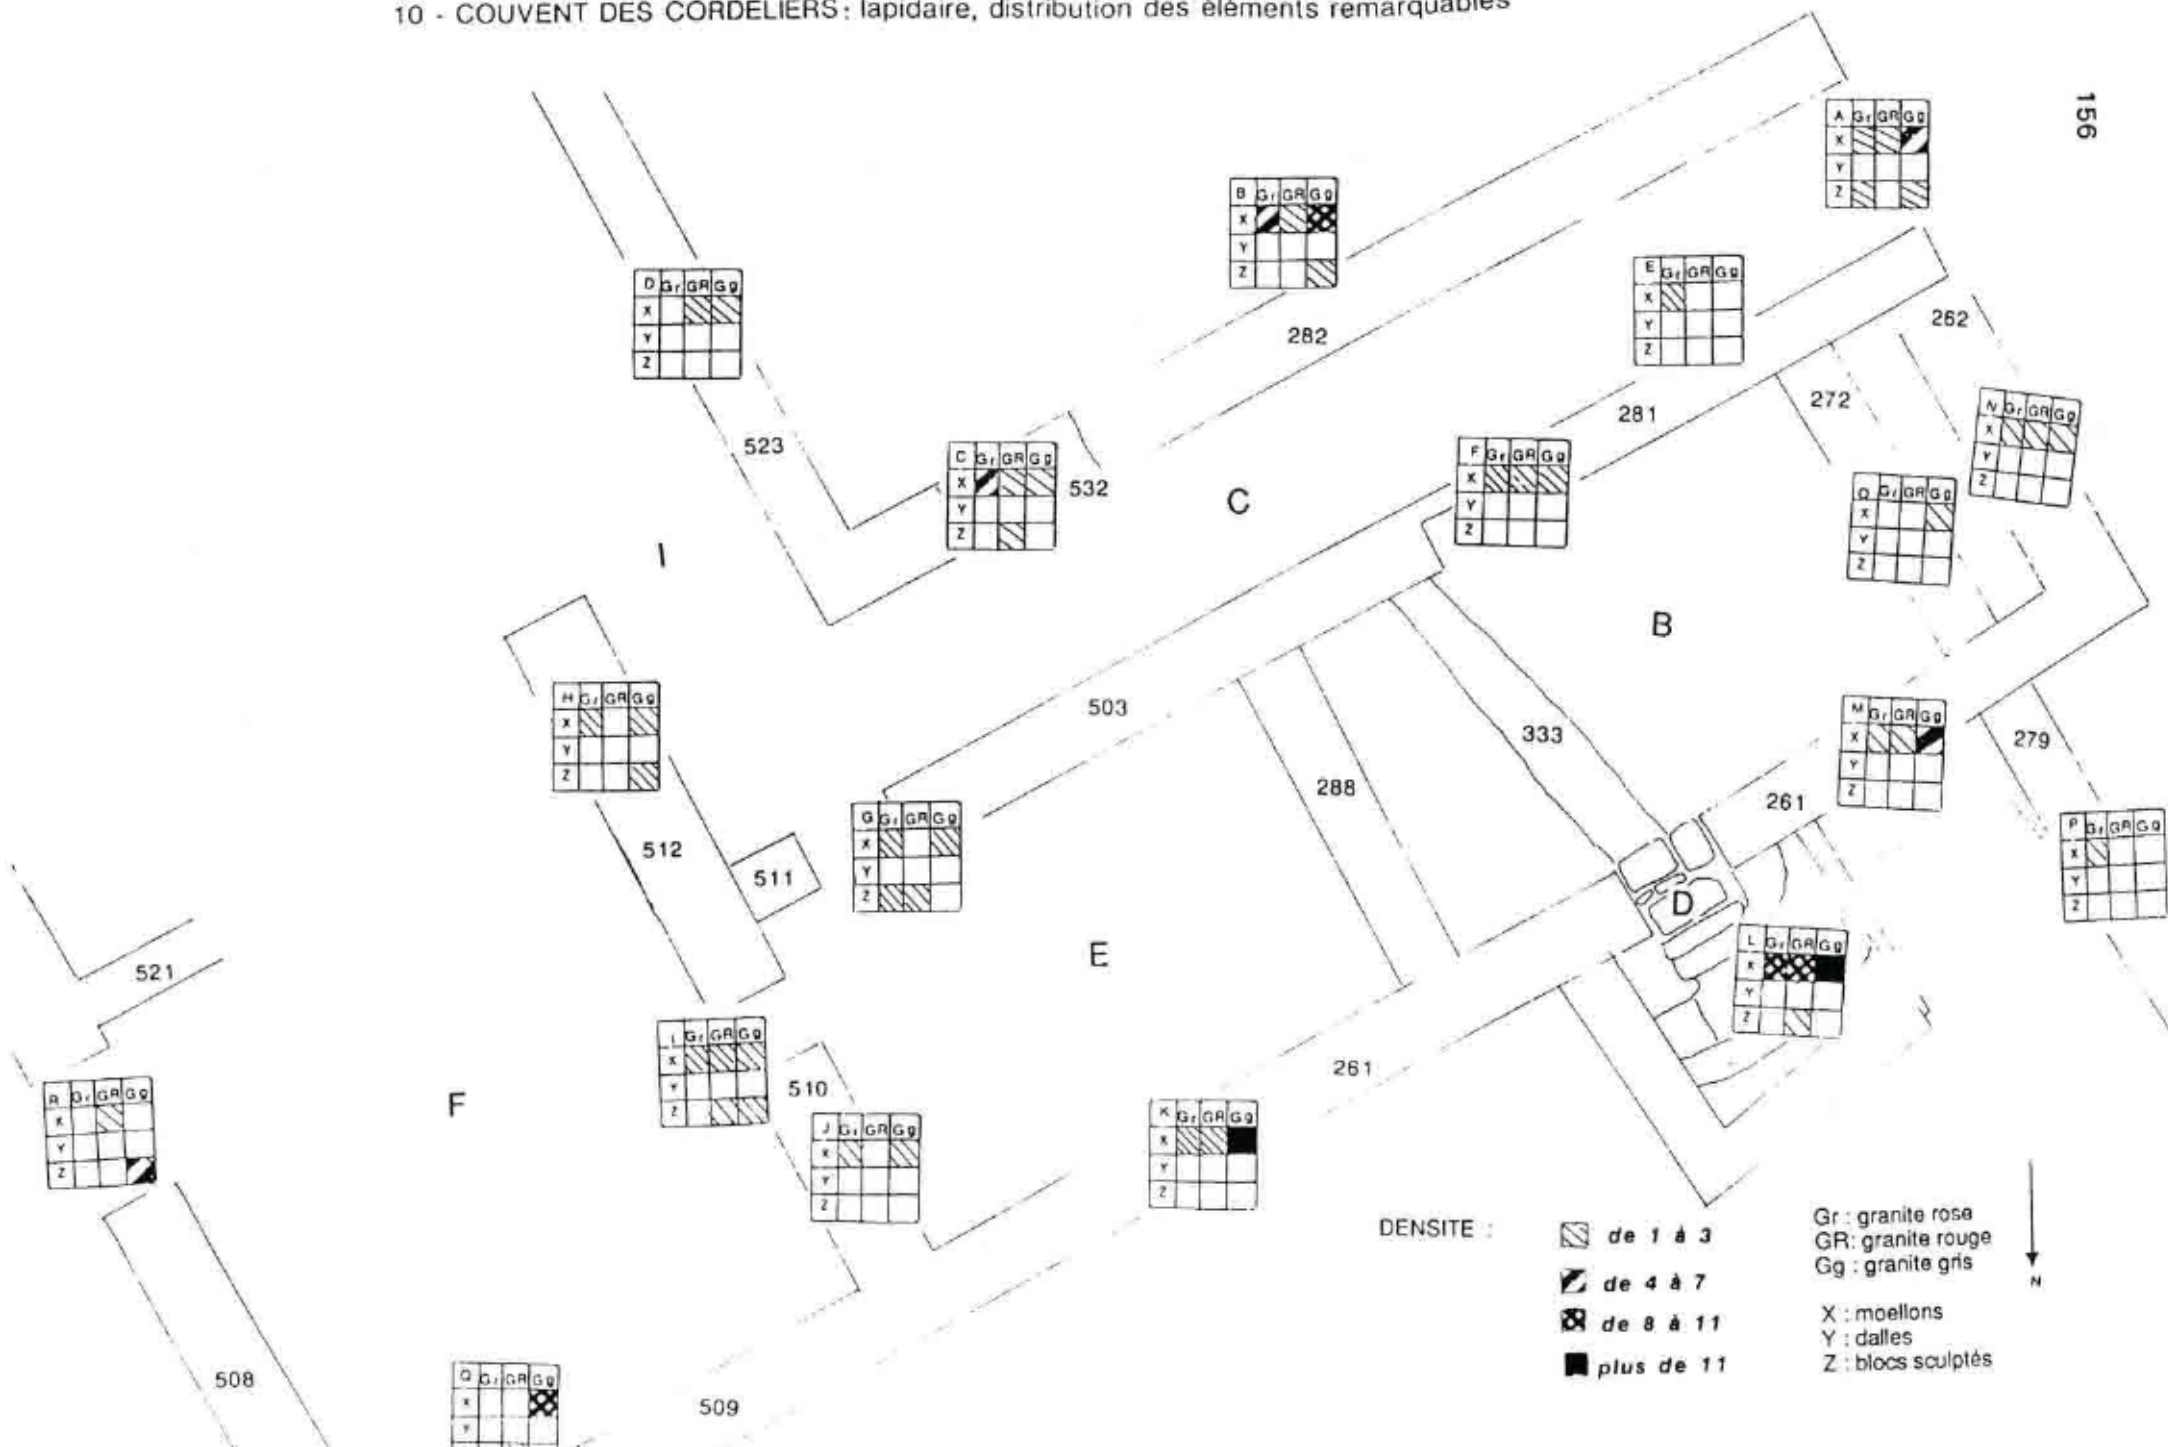 10 - COUVENT DES CORDELIERS: lapidaire, distribution des éléments remarquables
156
A Gr GR Gg
X
Y
Z
B Gr GR Gg
X
Y
Z
D Gr GR Gg
X
Y
Z
E Gr GR Gg
X
Y
Z
282
262
281
272
N Gr GR Gg
X
Y
Z
523
C Gr GR Gg
X
Y
Z
532
C
F Gr GR Gg
X
Y
Z
O Gr GR Gg
X
Y
Z
I
B
H Gr GR Gg
X
Y
Z
503
333
M Gr GR Gg
X
Y
Z
279
288
261
G Gr GR Gg
X
Y
Z
512
511
P Gr GR Gg
X
Y
Z
D
L Gr GR Gg
X
Y
Z
E
521
I Gr GR Gg
X
Y
Z
510
261
R Gr GR Gg
X
Y
Z
F
J Gr GR Gg
X
Y
Z
K Gr GR Gg
X
Y
Z
508
Q Gr GR Gg
X
Y
509
DENSITE :
de 1 à 3
de 4 à 7
de 8 à 11
plus de 11
Gr : granite rose
GR: granite rouge
Gg : granite gris
X : moellons
Y : dalles
Z : blocs sculptés
N